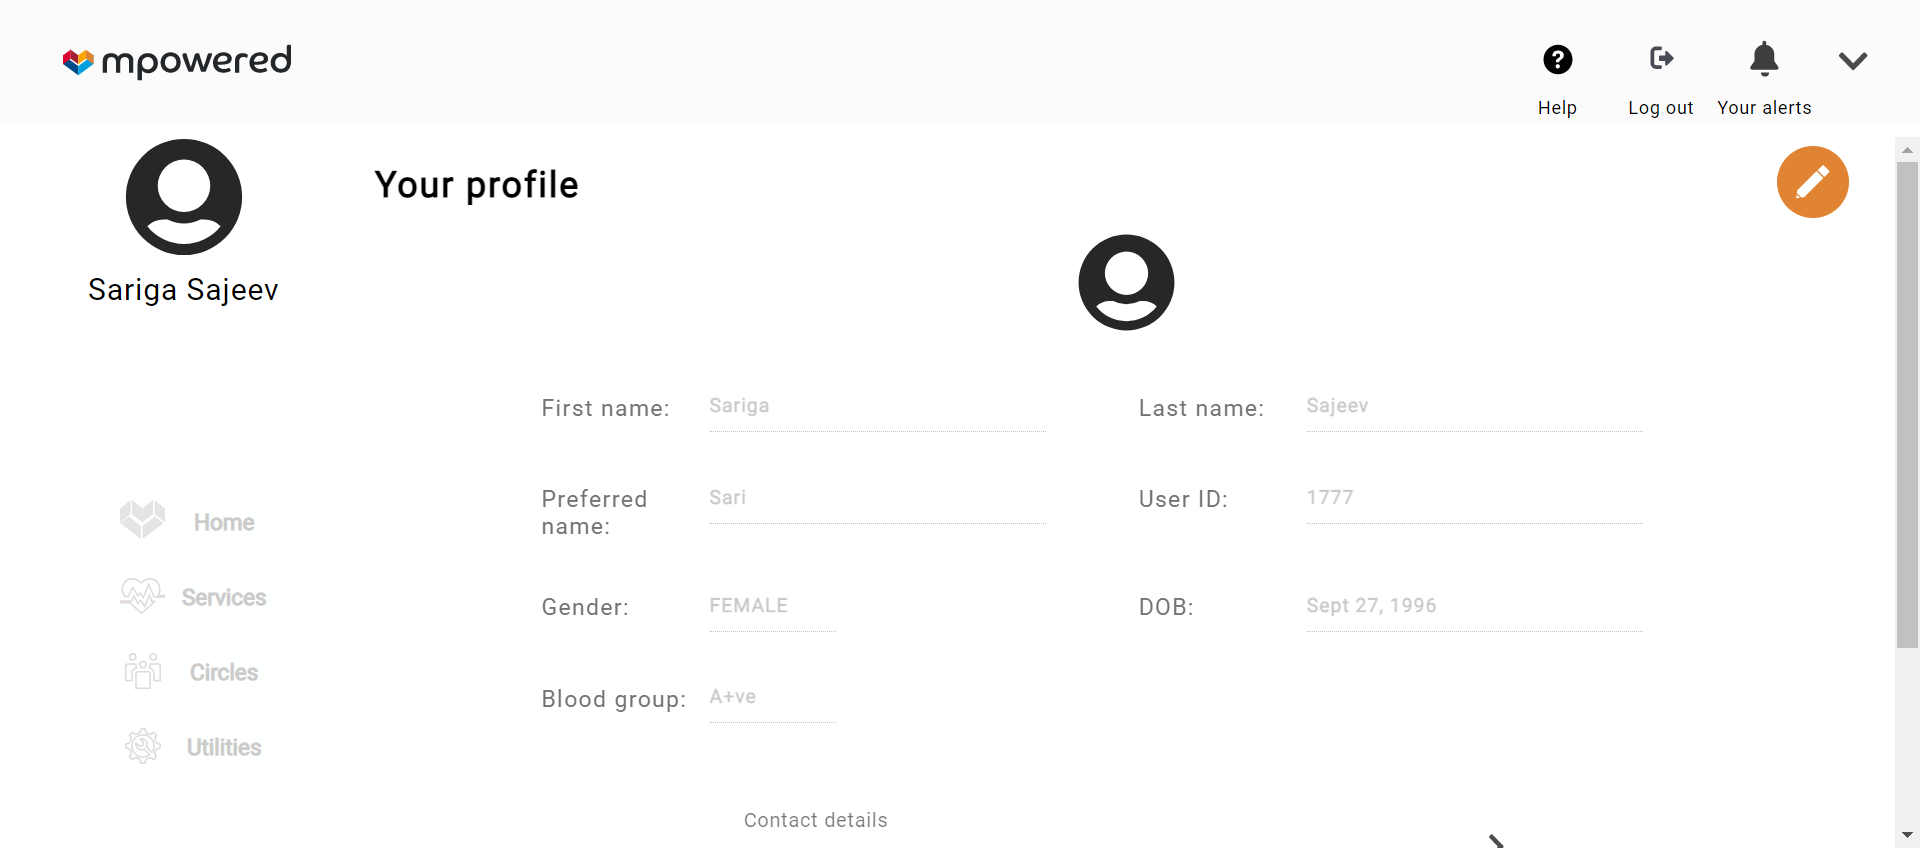 mpowered
Help
Log out
Your alerts
Sariga Sajeev
Your profile
First name:
Sariga
Last name:
Sajeev
Preferred
name:
Sari
User ID:
1777
Gender:
FEMALE
DOB:
Sept 27, 1996
Blood group:
A+ve
Home
Services
Circles
Utilities
Contact details